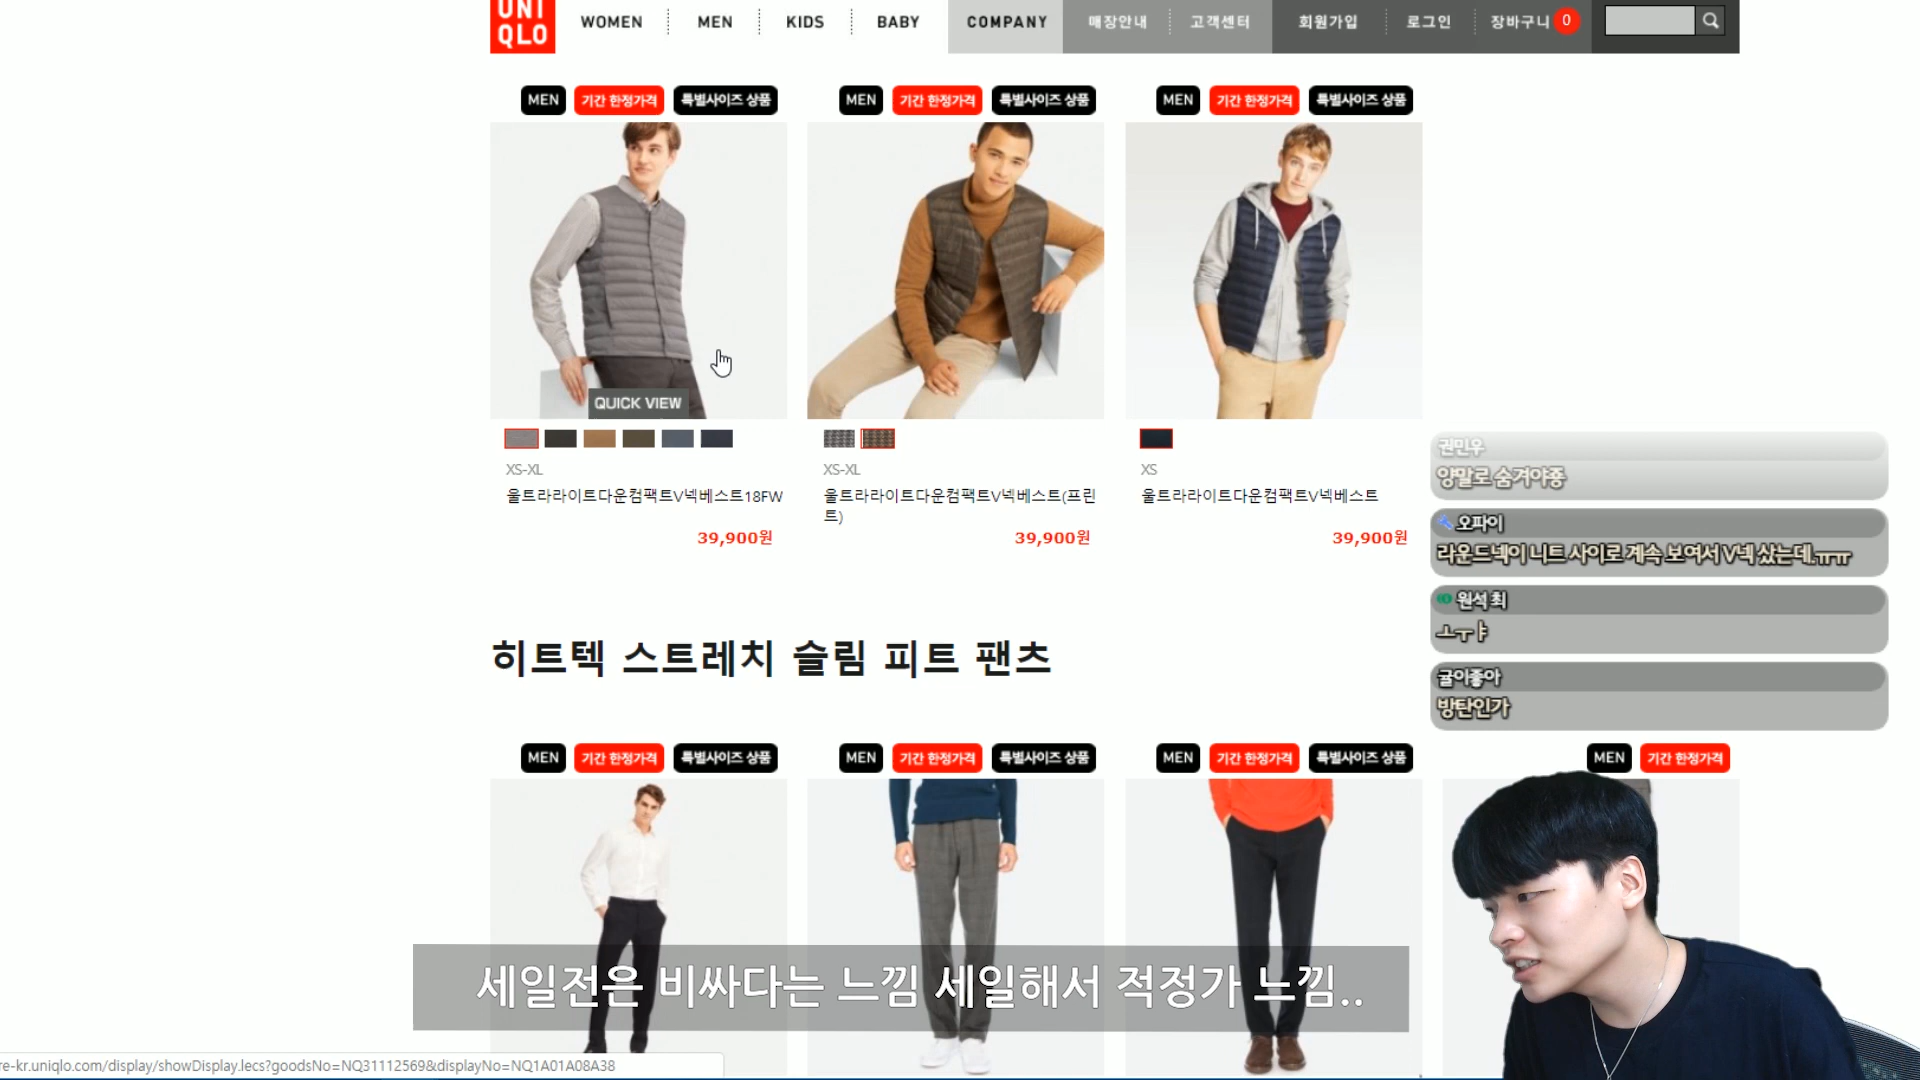 UNI
QLO
WOMEN MEN KIDS BABY COMPANY 매장안내 고객센터 회원가입 로그인 장바구니 0
MEN 기간 한정가격 특별사이즈 상품
MEN 기간 한정가격 특별사이즈 상품
MEN 기간 한정가격 특별사이즈 상품
QUICK VIEW
XS-XL
울트라라이트다운컴팩트V넥베스트18FW
39,900원
XS-XL
울트라라이트다운컴팩트V넥베스트(프린
트)
39,900원
XS
울트라라이트다운컴팩트V넥베스트
39,900원
권민우
양말로 숨겨야종
오파이
라운드넥이 니트 사이로 계속 보여서 V넥 샀는데.ㅠㅠ
원석 최
ㅗㅜㅑ
귤이좋아
방탄인가
히트텍 스트레치 슬림 피트 팬츠
MEN 기간 한정가격 특별사이즈 상품
MEN 기간 한정가격 특별사이즈 상품
MEN 기간 한정가격 특별사이즈 상품
MEN 기간 한정가격
세일전은 비싸다는 느낌 세일해서 적정가 느낌..
re-kr.uniqlo.com/display/showDisplay.lecs?goodsNo=NQ31112569&displayNo=NQ1A01A08A38